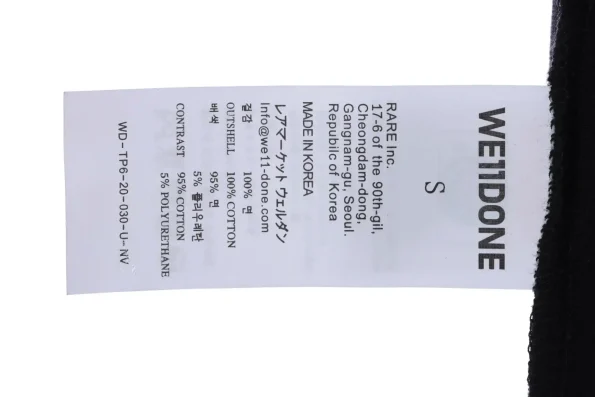 WE11DONE
S
RARE Inc.
17-6 of the 90th-gil,
Cheongdam-dong,
Gangnam-gu, Seoul.
Republic of Korea
MADE IN KOREA
レアマーケット ウェルダン
Info@we11-done.com
겉감 100% 면
OUTSHELL 100% COTTON
배색 95% 면
5% 폴리우레탄
CONTRAST 95% COTTON
5% POLYURETHANE
WD-TP6-20-030-U-NV